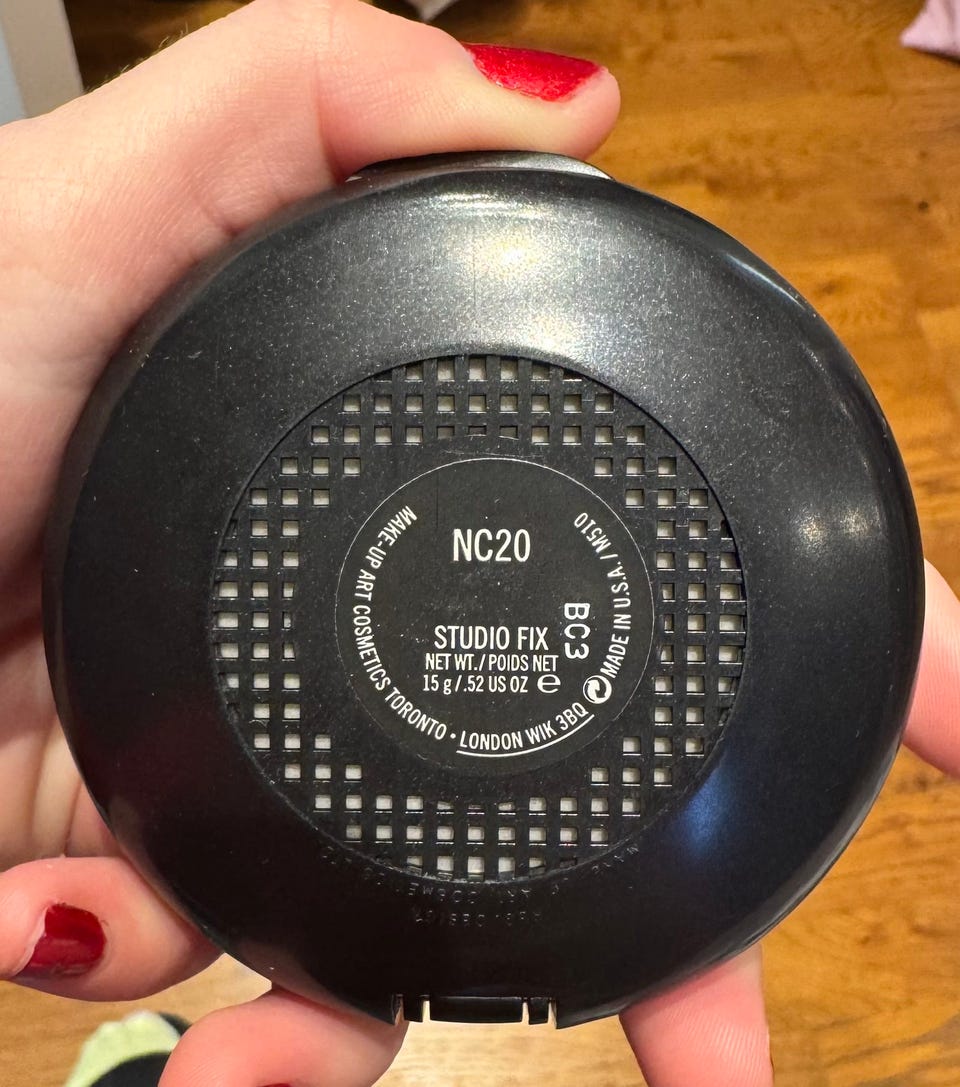 NC20
STUDIO FIX
NET WT./POIDS NET
15 g/.52 US OZ e
BC3
MAKE-UP ART COSMETICS TORONTO • LONDON WIK 3BQ
MADE IN U.S.A./M510